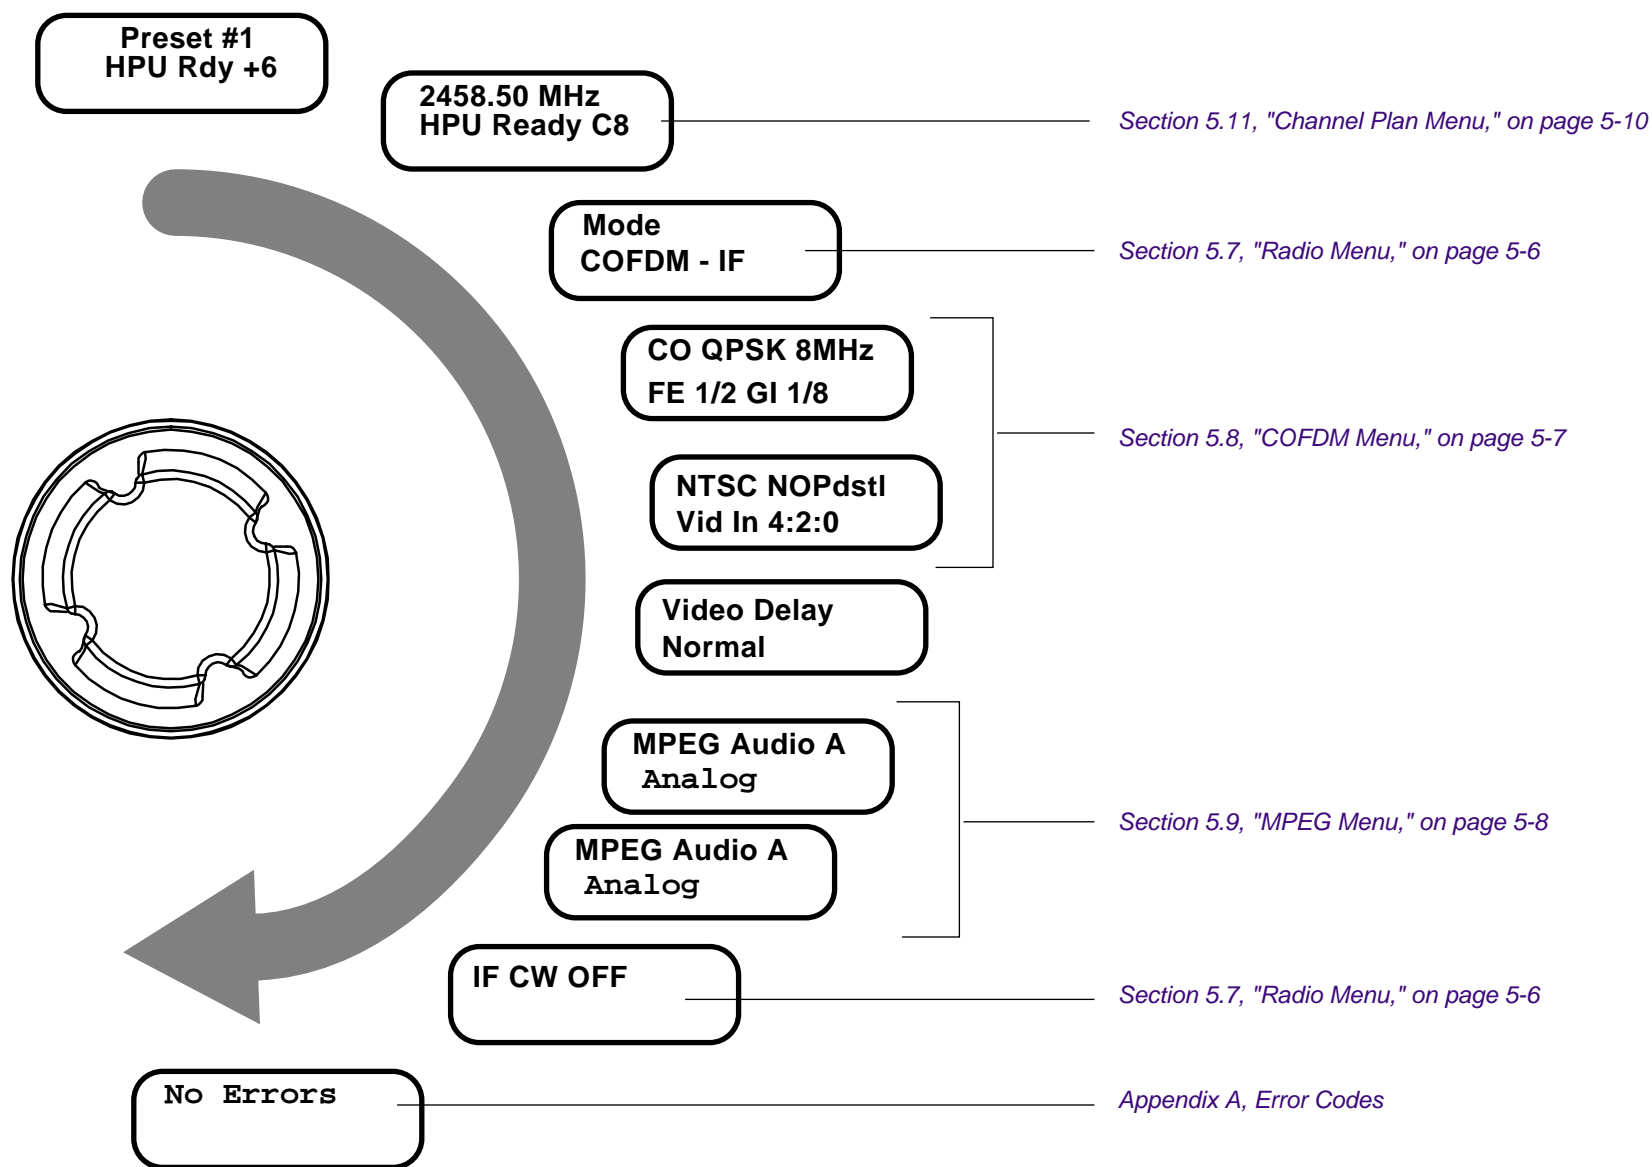 Preset #1
HPU Rdy +6
2458.50 MHz
HPU Ready C8
Section 5.11, "Channel Plan Menu," on page 5-10
Mode
COFDM - IF
Section 5.7, "Radio Menu," on page 5-6
CO QPSK 8MHz
FE 1/2 GI 1/8
Section 5.8, "COFDM Menu," on page 5-7
NTSC NOPdstl
Vid In 4:2:0
Video Delay
Normal
MPEG Audio A
Analog
Section 5.9, "MPEG Menu," on page 5-8
MPEG Audio A
Analog
IF CW OFF
Section 5.7, "Radio Menu," on page 5-6
No Errors
Appendix A, Error Codes